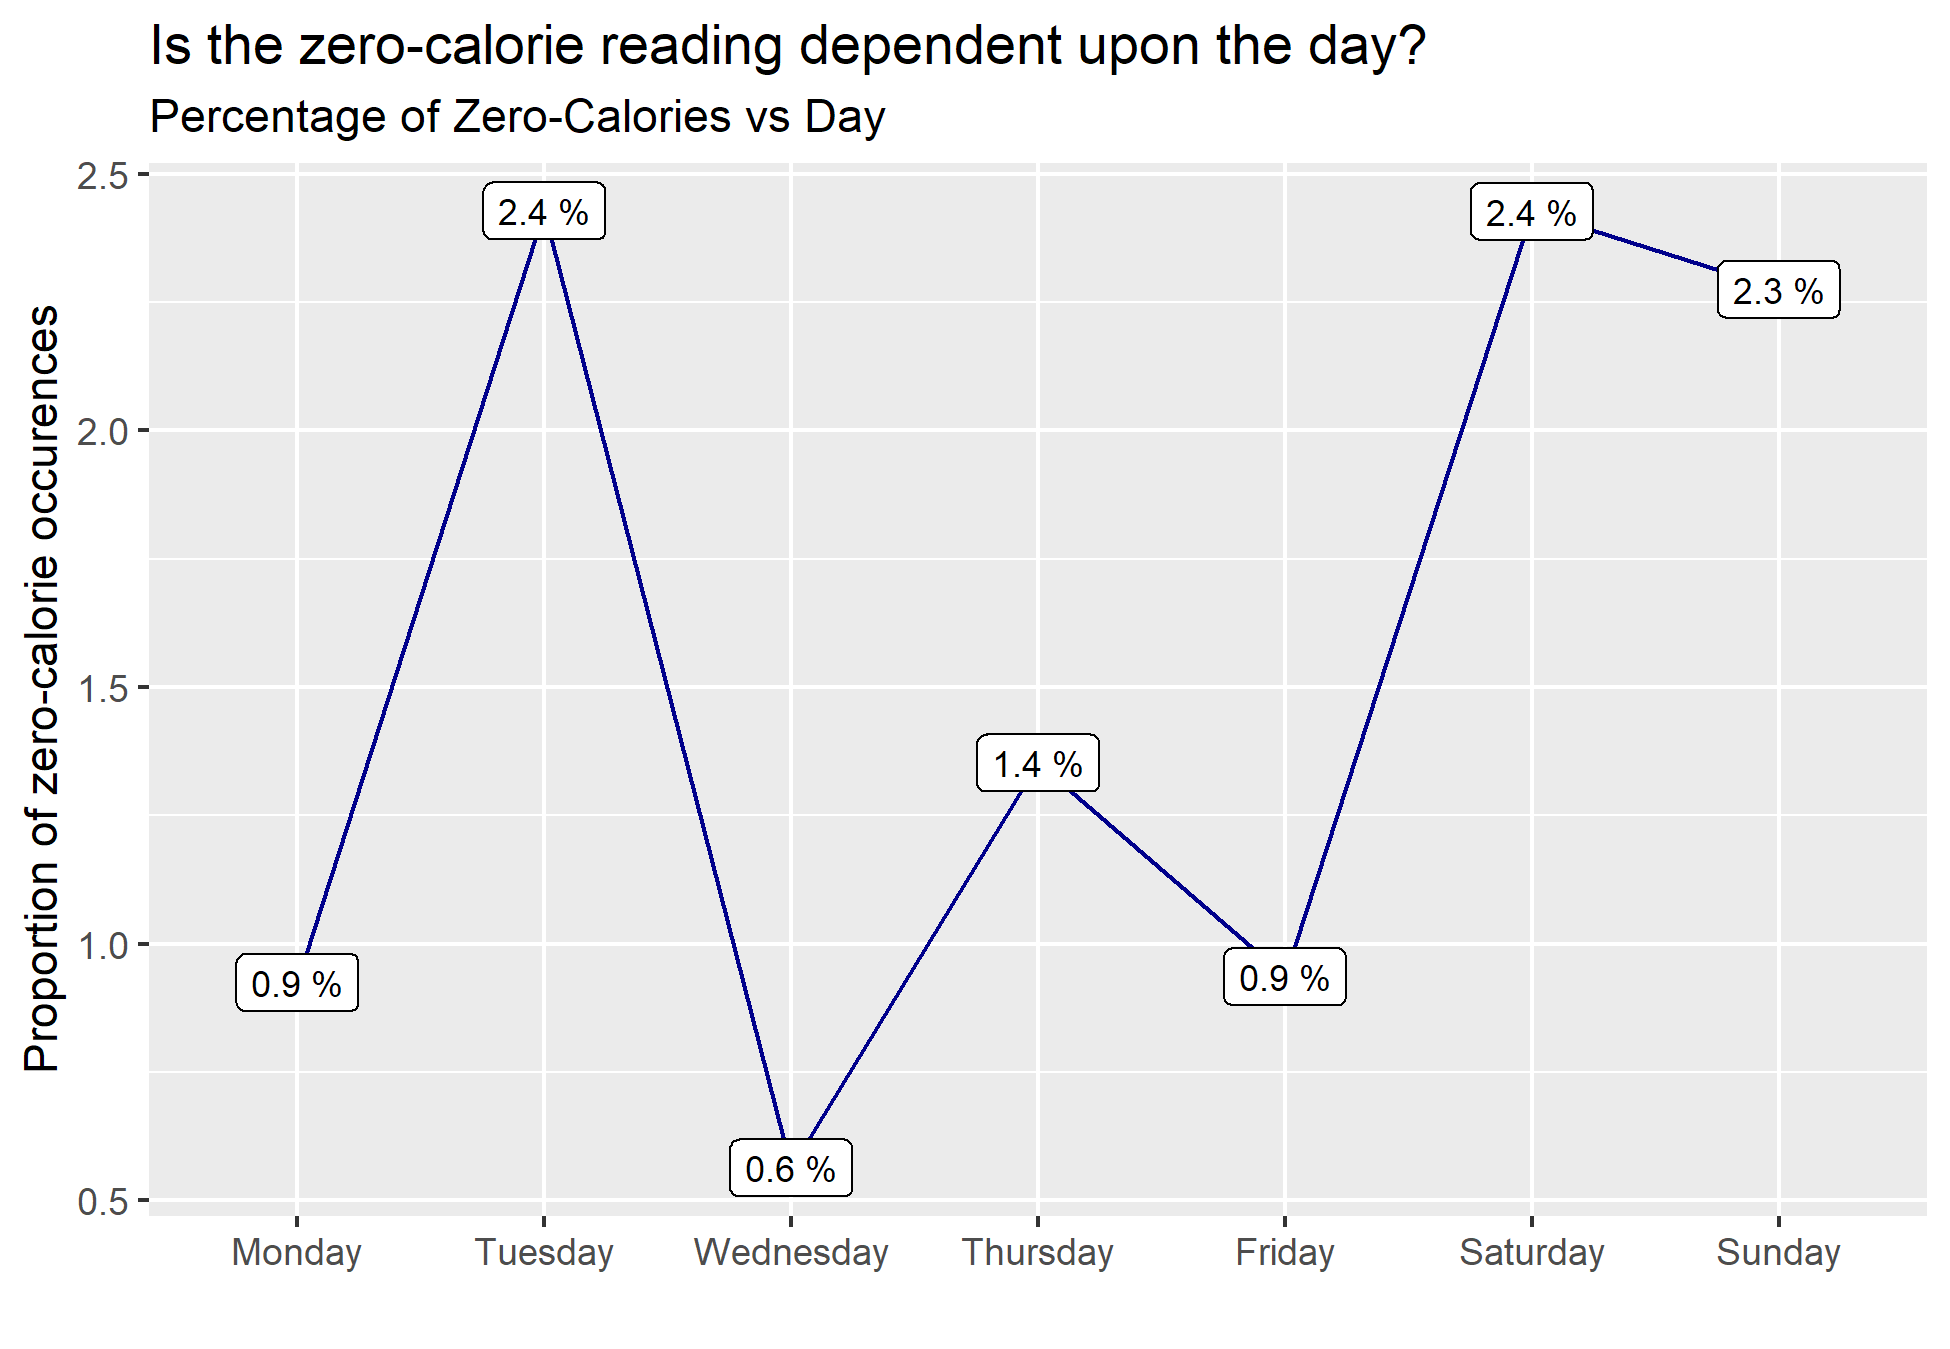 Is the zero-calorie reading dependent upon the day?
Percentage of Zero-Calories vs Day
Proportion of zero-calorie occurences
2.5
2.0
1.5
1.0
0.5
0.9 %
2.4 %
0.6 %
1.4 %
0.9 %
2.4 %
2.3 %
Monday
Tuesday
Wednesday
Thursday
Friday
Saturday
Sunday